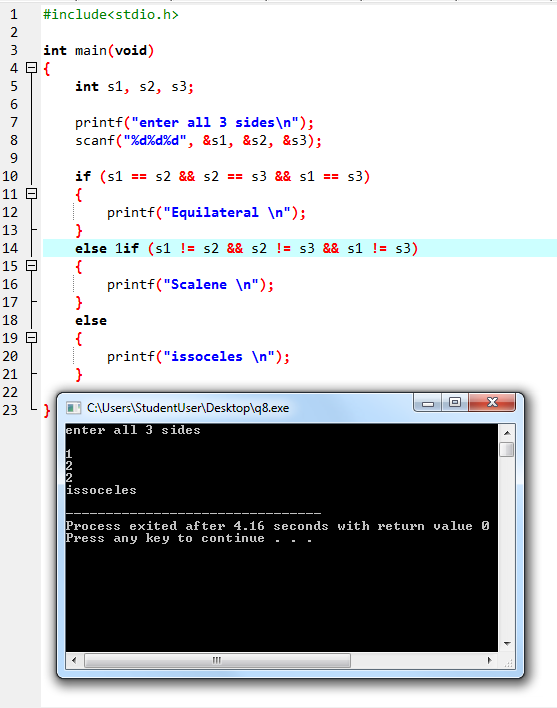 1 #include<stdio.h>
2
3 int main(void)
4 {
5 int s1, s2, s3;
6
7 printf("enter all 3 sides\n");
8 scanf("%d%d%d", &s1, &s2, &s3);
9
10 if (s1 == s2 && s2 == s3 && s1 == s3)
11 {
12 printf("Equilateral \n");
13 }
14 else 1if (s1 != s2 && s2 != s3 && s1 != s3)
15 {
16 printf("Scalene \n");
17 }
18 else
19 {
20 printf("issoceles \n");
21 }
22
23 }
C:\Users\StudentUser\Desktop\q8.exe
enter all 3 sides
1
2
2
issoceles
--------------------------------
Process exited after 4.16 seconds with return value 0
Press any key to continue . . .